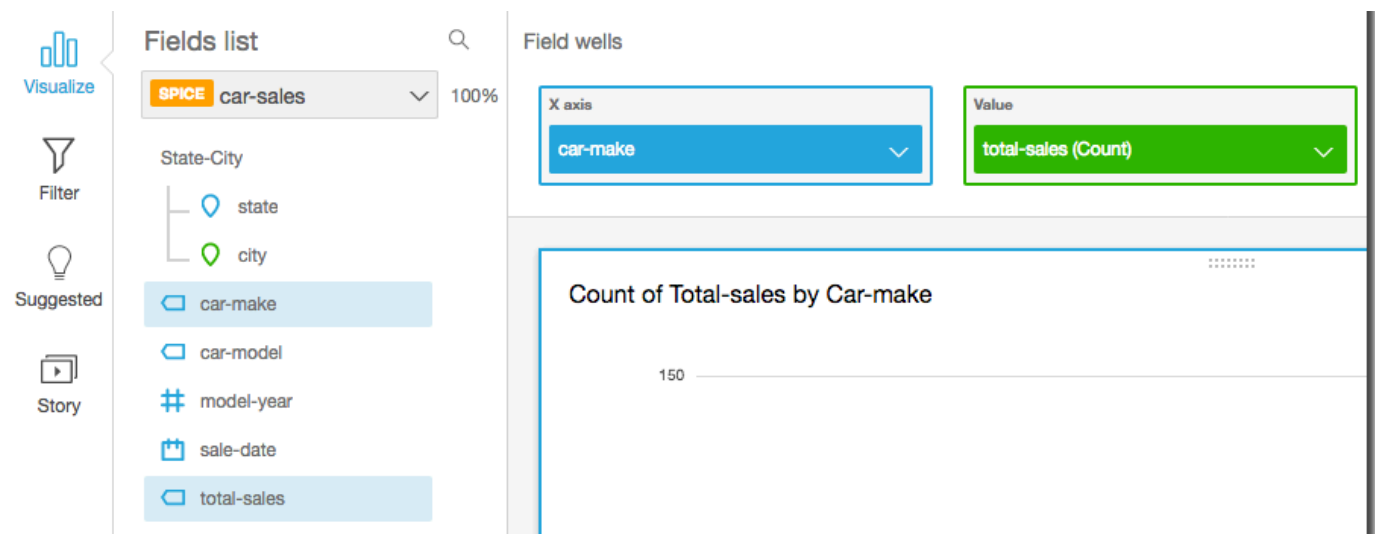 Visualize
Filter
Suggested
Story
Fields list
SPICE car-sales
100%
State-City
state
city
car-make
car-model
model-year
sale-date
total-sales
Field wells
X axis
car-make
Value
total-sales (Count)
Count of Total-sales by Car-make
150